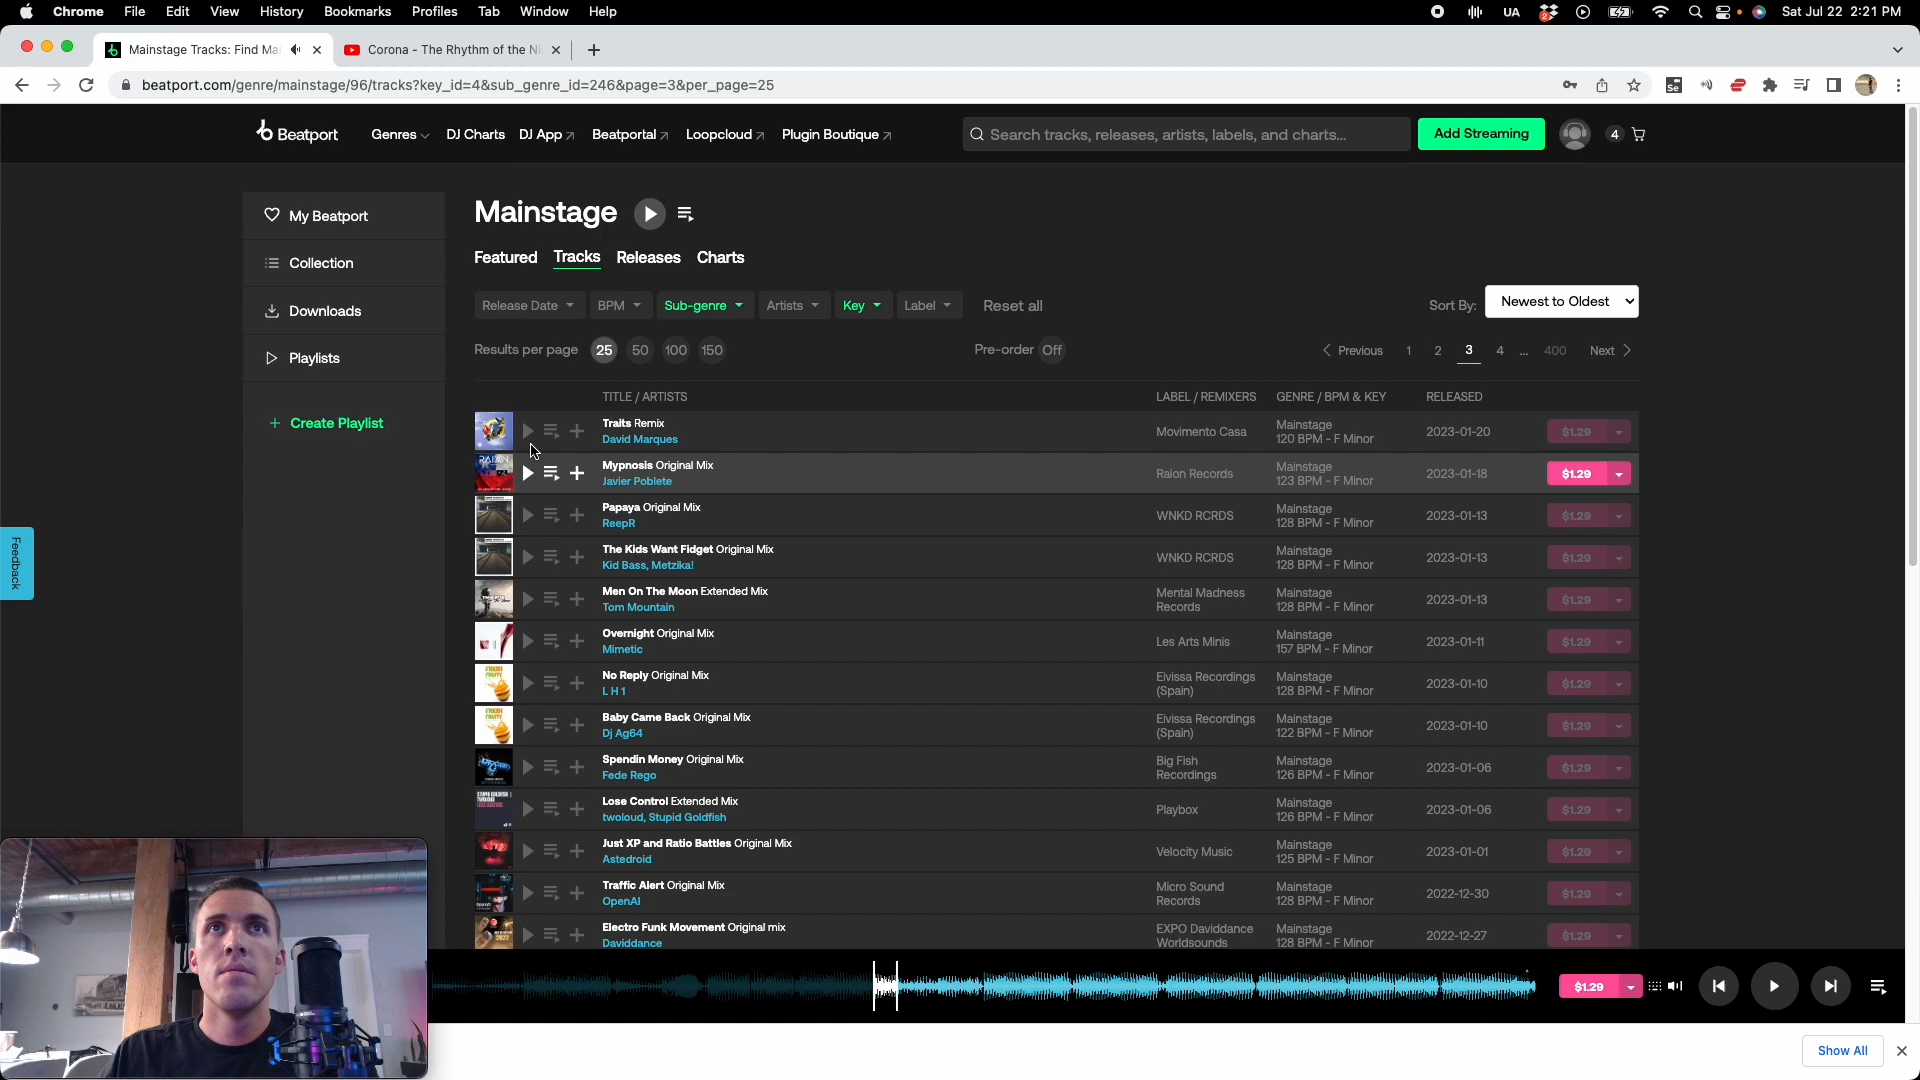 Chrome File Edit View History Bookmarks Profiles Tab Window Help
UA 2 Sat Jul 22 2:21 PM
Mainstage Tracks: Find Ma
Corona - The Rhythm of the Ni
beatport.com/genre/mainstage/96/tracks?key_id=4&sub_genre_id=246&page=3&per_page=25
Se
Beatport
Genres DJ Charts DJ App Beatportal Loopcloud Plugin Boutique
Search tracks, releases, artists, labels, and charts...
Add Streaming
4
My Beatport
Collection
Downloads
Playlists
Create Playlist
Feedback
Mainstage
Featured Tracks Releases Charts
Release Date BPM Sub-genre Artists Key Label Reset all
Sort By: Newest to Oldest
Results per page 25 50 100 150
Pre-order Off
Previous 1 2 3 4 ... 400 Next
TITLE / ARTISTS LABEL / REMIXERS GENRE / BPM & KEY RELEASED
Traits Remix
David Marques
Movimento Casa
Mainstage
120 BPM - F Minor
2023-01-20
$1.29
RAION
Mypnosis Original Mix
Javier Poblete
Raion Records
Mainstage
123 BPM - F Minor
2023-01-18
$1.29
Papaya Original Mix
ReepR
WNKD RCRDS
Mainstage
128 BPM - F Minor
2023-01-13
$1.29
The Kids Want Fidget Original Mix
Kid Bass, Metzika!
WNKD RCRDS
Mainstage
128 BPM - F Minor
2023-01-13
$1.29
Men On The Moon Extended Mix
Tom Mountain
Mental Madness
Records
Mainstage
128 BPM - F Minor
2023-01-13
$1.29
Overnight Original Mix
Mimetic
Les Arts Minis
Mainstage
157 BPM - F Minor
2023-01-11
$1.29
No Reply Original Mix
L H 1
Eivissa Recordings
(Spain)
Mainstage
128 BPM - F Minor
2023-01-10
$1.29
Baby Came Back Original Mix
Dj Ag64
Eivissa Recordings
(Spain)
Mainstage
122 BPM - F Minor
2023-01-10
$1.29
Spendin Money Original Mix
Fede Rego
Big Fish
Recordings
Mainstage
126 BPM - F Minor
2023-01-06
$1.29
Lose Control Extended Mix
twoloud, Stupid Goldfish
Playbox
Mainstage
126 BPM - F Minor
2023-01-06
$1.29
Just XP and Ratio Battles Original Mix
Astedroid
Velocity Music
Mainstage
125 BPM - F Minor
2023-01-01
$1.29
Traffic Alert Original Mix
OpenAI
Micro Sound
Records
Mainstage
128 BPM - F Minor
2022-12-30
$1.29
Electro Funk Movement Original mix
Daviddance
EXPO Daviddance
Worldsounds
Mainstage
128 BPM - F Minor
2022-12-27
$1.29
$1.29
Show All